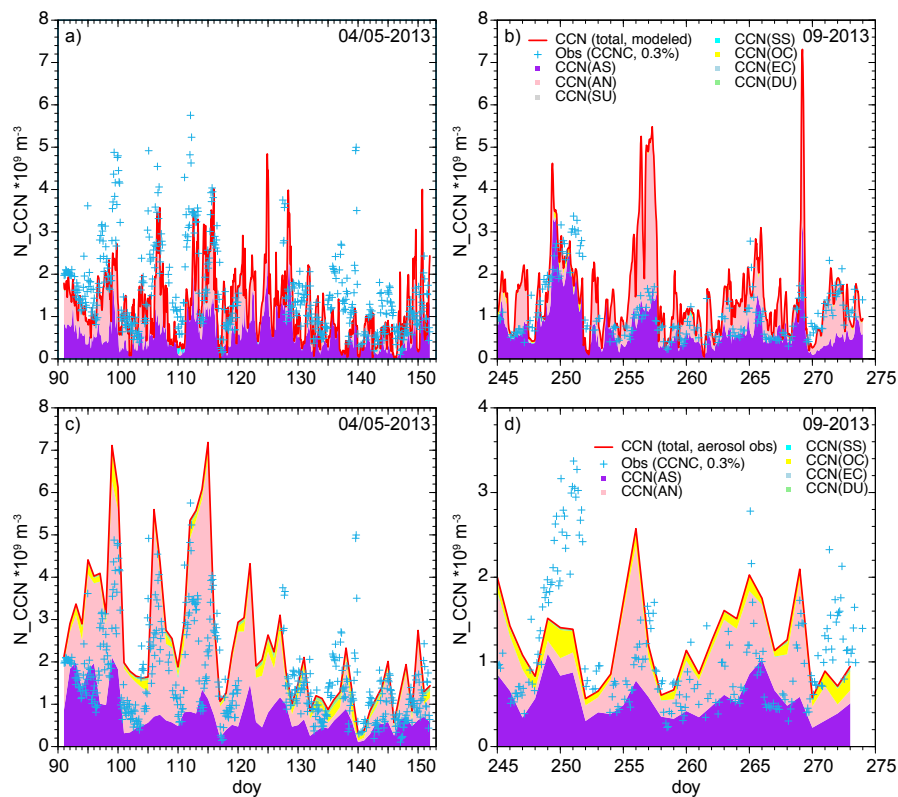 a) 04/05-2013
N_CCN *10⁹ m⁻³
8
7
6
5
4
3
2
1
0
90 100 110 120 130 140 150
b) 09-2013
CCN (total, modeled)
Obs (CCNC, 0.3%)
CCN(AS)
CCN(AN)
CCN(SU)
CCN(SS)
CCN(OC)
CCN(EC)
CCN(DU)
N_CCN *10⁹ m⁻³
8
7
6
5
4
3
2
1
0
245 250 255 260 265 270 275
c) 04/05-2013
N_CCN *10⁹ m⁻³
8
7
6
5
4
3
2
1
0
90 100 110 120 130 140 150
doy
d) 09-2013
CCN (total, aerosol obs)
Obs (CCNC, 0.3%)
CCN(AS)
CCN(AN)
CCN(SS)
CCN(OC)
CCN(EC)
CCN(DU)
N_CCN *10⁹ m⁻³
4
3
2
1
0
245 250 255 260 265 270 275
doy